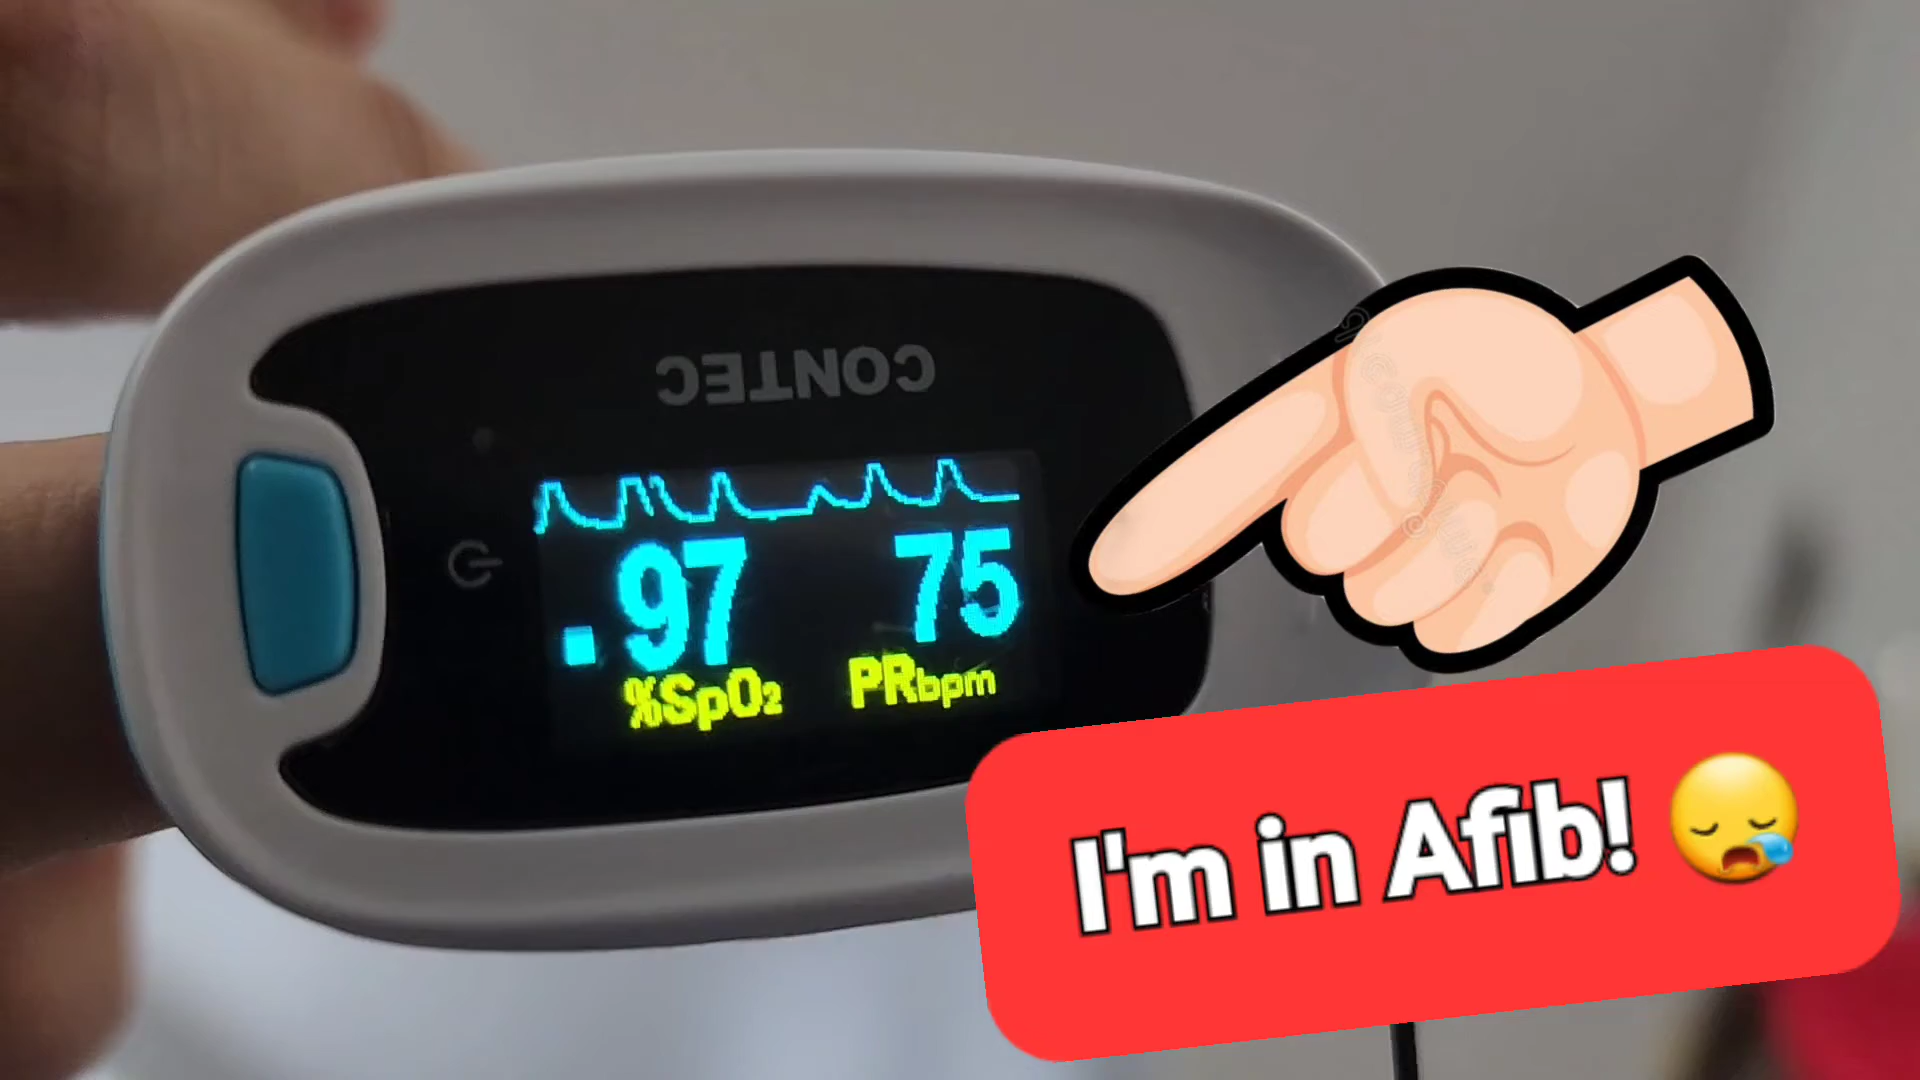 CONTEC
97 75
%SpO₂ PRbpm
I'm in Afib! 😪